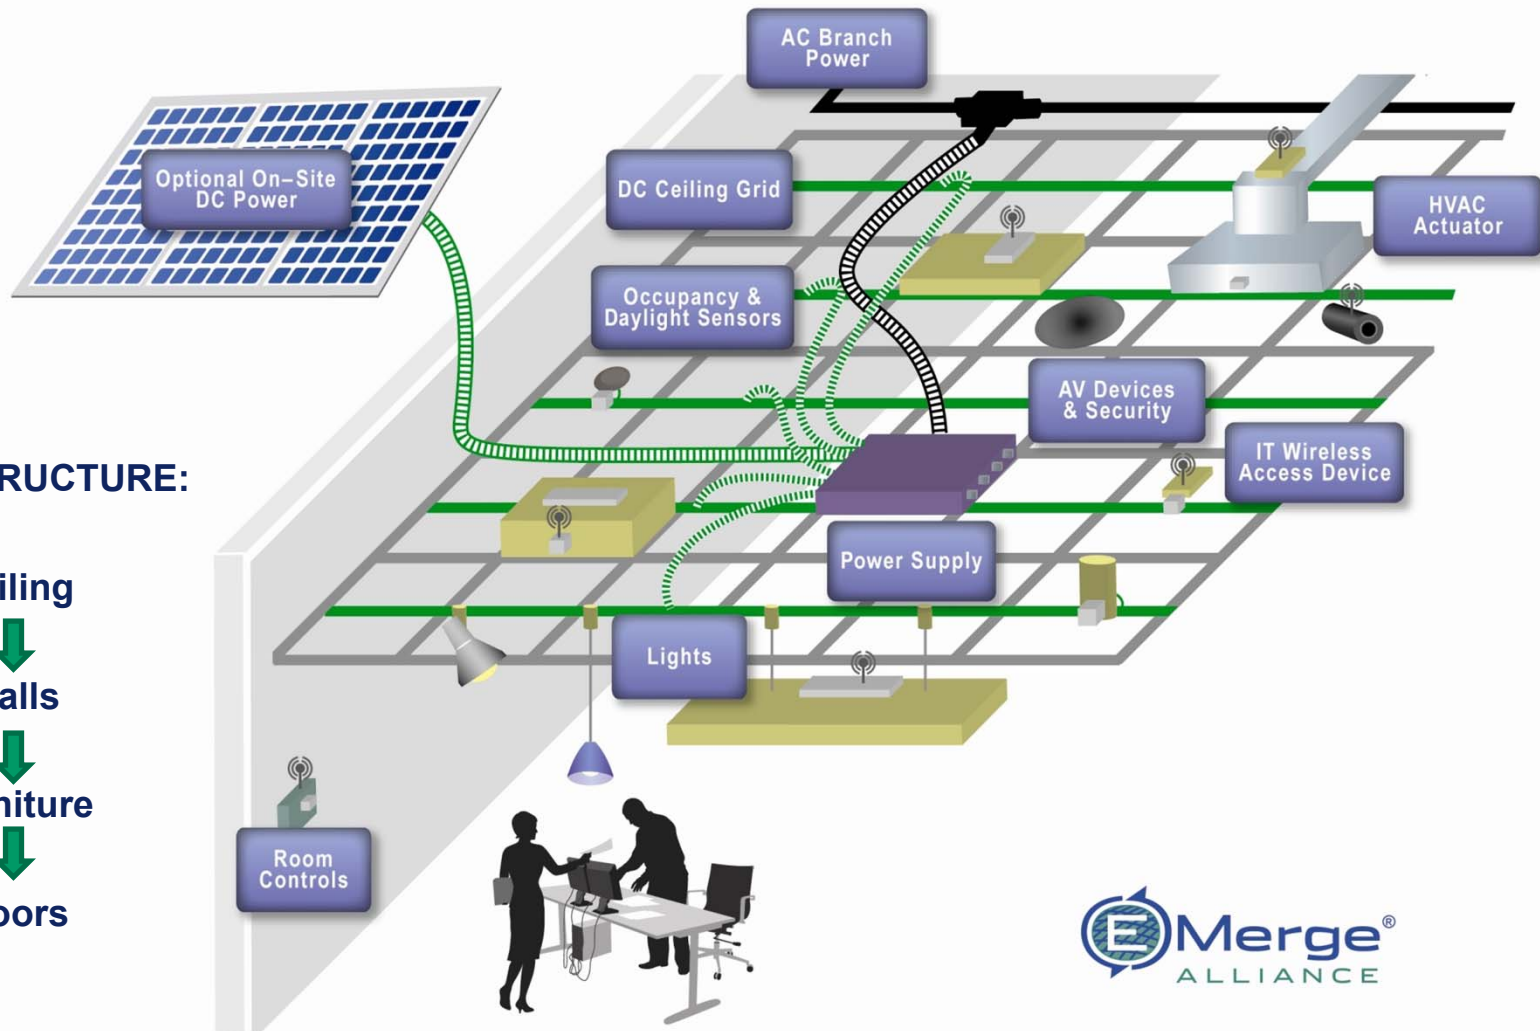 AC Branch
Power
Optional On–Site
DC Power
DC Ceiling Grid
HVAC
Actuator
Occupancy &
Daylight Sensors
AV Devices
& Security
IT Wireless
Access Device
RUCTURE:
Power Supply
iling
Lights
alls
niture
Room
Controls
oors
EMerge®
ALLIANCE